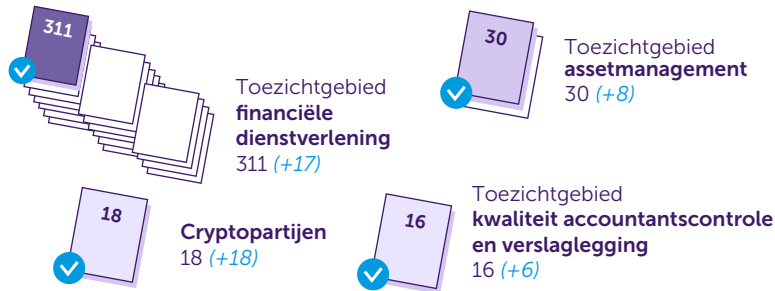 311
Toezichtgebied
financiële
dienstverlening
311 (+17)
30
Toezichtgebied
assetmanagement
30 (+8)
18
Cryptopartijen
18 (+18)
16
Toezichtgebied
kwaliteit accountantscontrole
en verslaglegging
16 (+6)